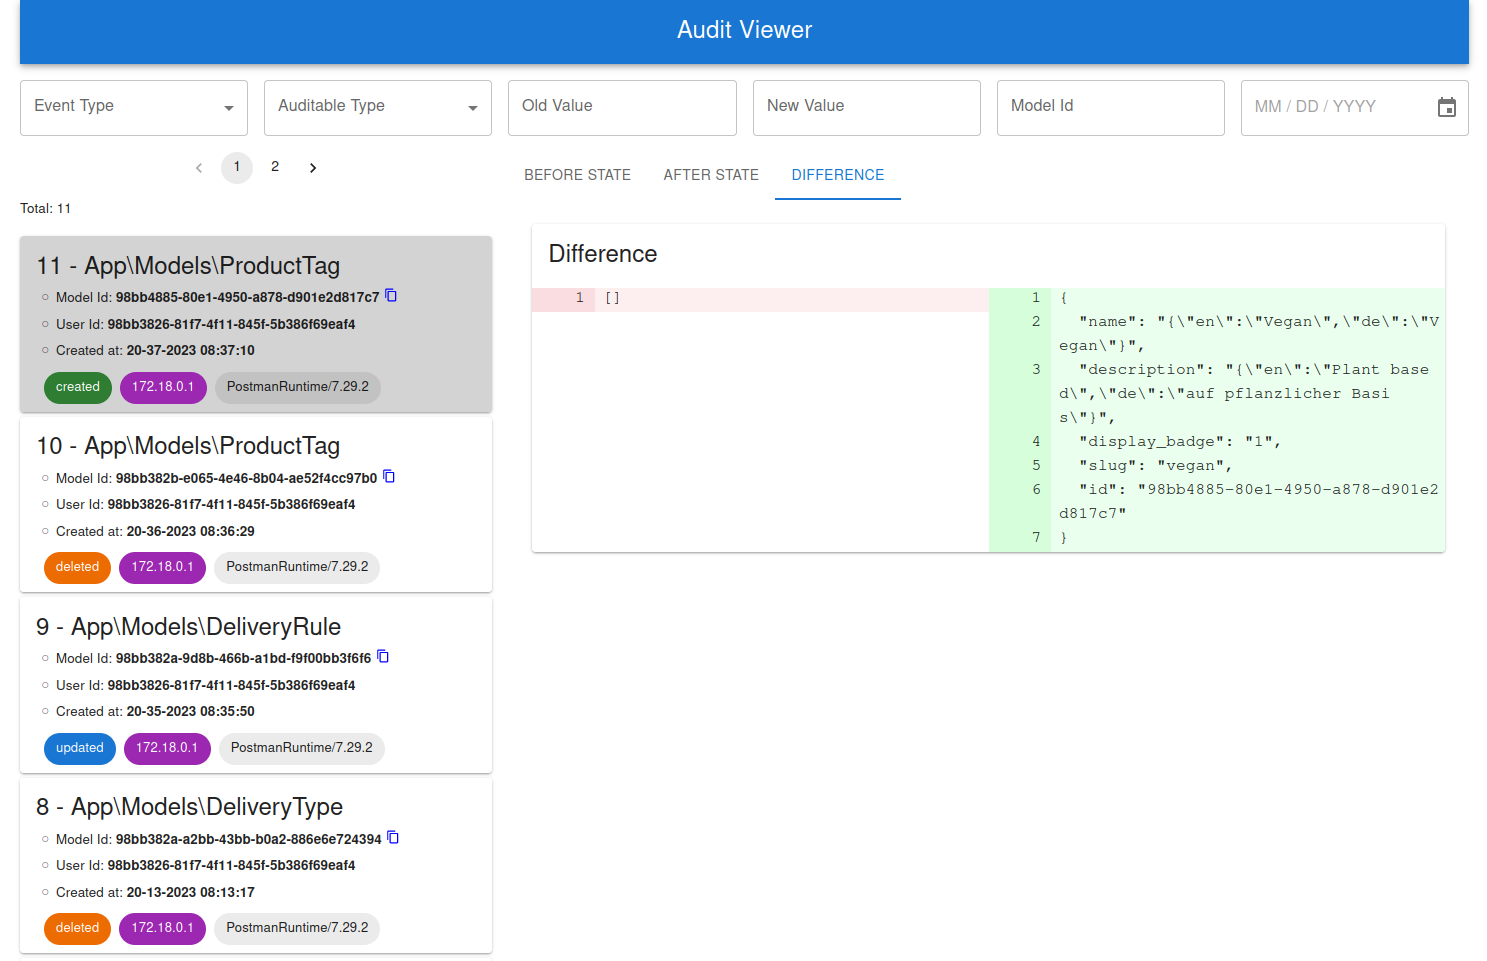 Audit Viewer
Event Type
Auditable Type
Old Value
New Value
Model Id
MM / DD / YYYY
1 2
Total: 11
11 - App\Models\ProductTag
Model Id: 98bb4885-80e1-4950-a878-d901e2d817c7
User Id: 98bb3826-81f7-4f11-845f-5b386f69eaf4
Created at: 20-37-2023 08:37:10
created 172.18.0.1 PostmanRuntime/7.29.2
10 - App\Models\ProductTag
Model Id: 98bb382b-e065-4e46-8b04-ae52f4cc97b0
User Id: 98bb3826-81f7-4f11-845f-5b386f69eaf4
Created at: 20-36-2023 08:36:29
deleted 172.18.0.1 PostmanRuntime/7.29.2
9 - App\Models\DeliveryRule
Model Id: 98bb382a-9d8b-466b-a1bd-f9f00bb3f6f6
User Id: 98bb3826-81f7-4f11-845f-5b386f69eaf4
Created at: 20-35-2023 08:35:50
updated 172.18.0.1 PostmanRuntime/7.29.2
8 - App\Models\DeliveryType
Model Id: 98bb382a-a2bb-43bb-b0a2-886e6e724394
User Id: 98bb3826-81f7-4f11-845f-5b386f69eaf4
Created at: 20-13-2023 08:13:17
deleted 172.18.0.1 PostmanRuntime/7.29.2
BEFORE STATE AFTER STATE DIFFERENCE
Difference
1 []
1 {
2 "name": "{\"en\":\"Vegan\",\"de\":\"V
egan\"}",
3 "description": "{\"en\":\"Plant base
d\",\"de\":\"auf pflanzlicher Basi
s\"}",
4 "display_badge": "1",
5 "slug": "vegan",
6 "id": "98bb4885-80e1-4950-a878-d901e2
d817c7"
7 }